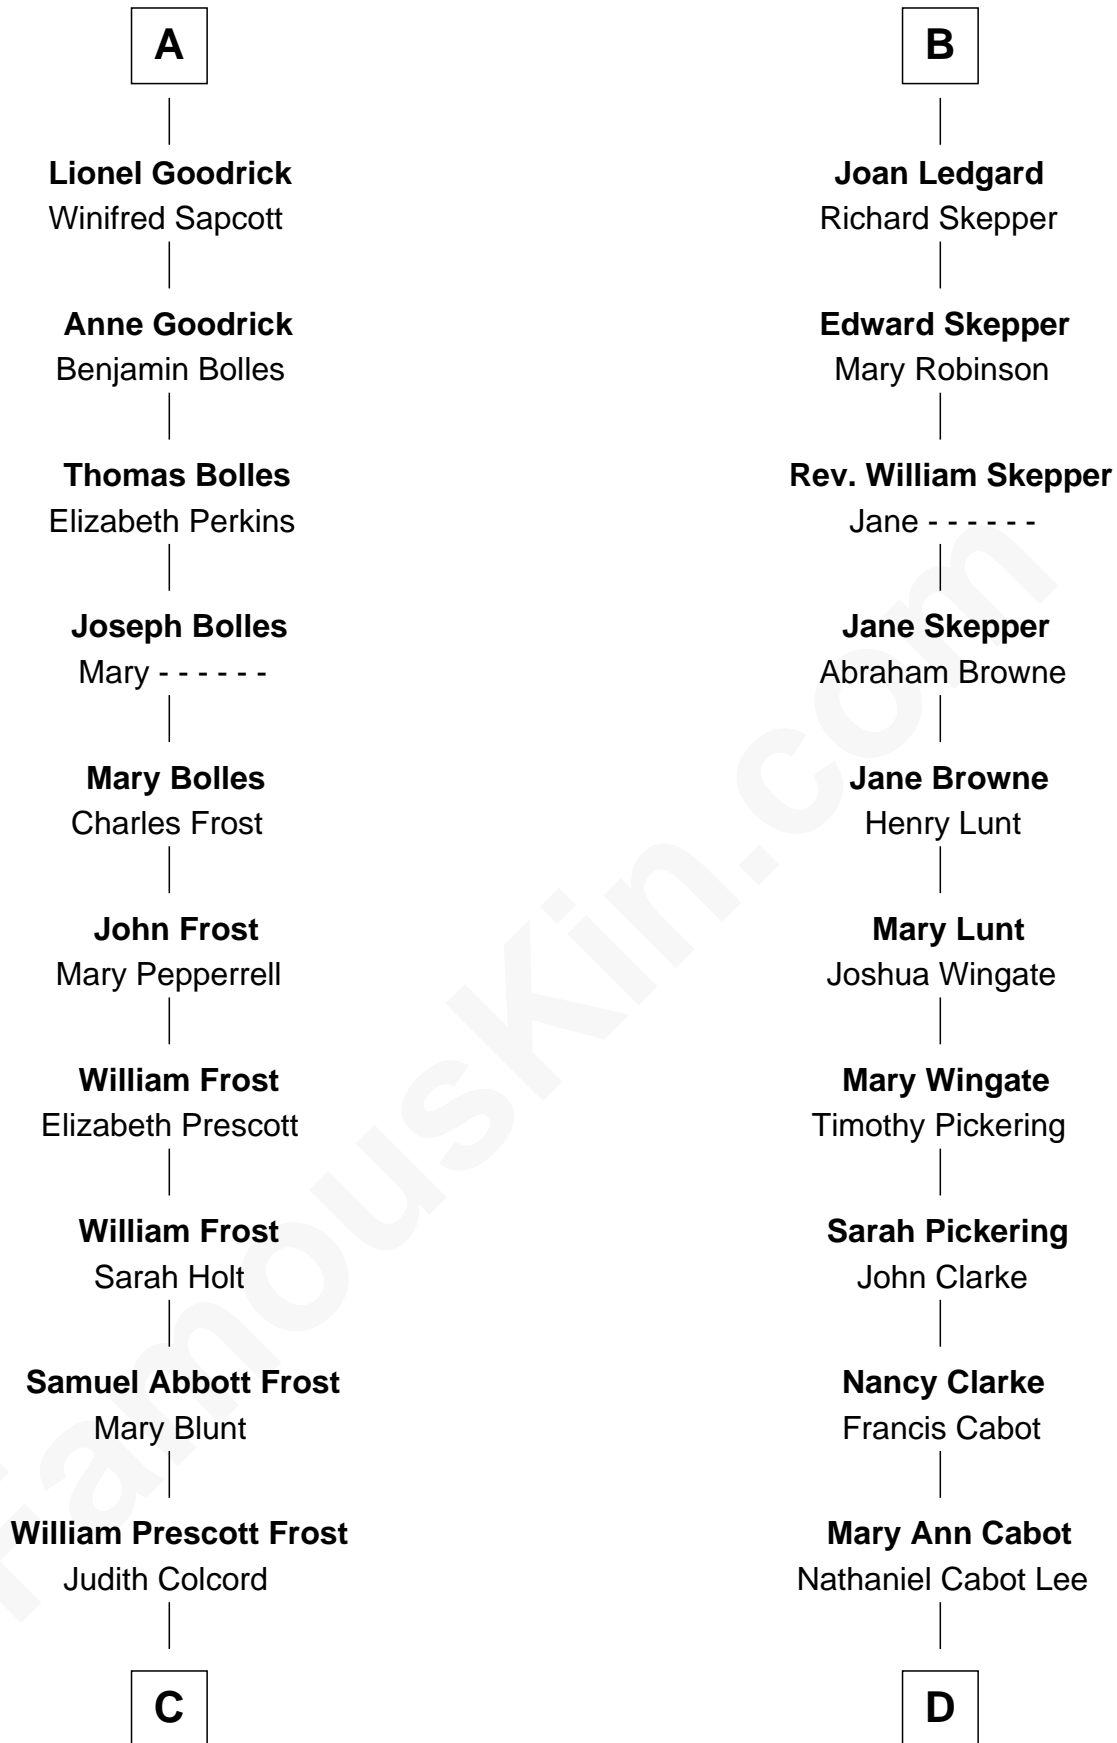 A
Lionel Goodrick
Winifred Sapcott
Anne Goodrick
Benjamin Bolles
Thomas Bolles
Elizabeth Perkins
Joseph Bolles
Mary - - - - - -
Mary Bolles
Charles Frost
John Frost
Mary Pepperrell
William Frost
Elizabeth Prescott
William Frost
Sarah Holt
Samuel Abbott Frost
Mary Blunt
William Prescott Frost
Judith Colcord
C
B
Joan Ledgard
Richard Skepper
Edward Skepper
Mary Robinson
Rev. William Skepper
Jane - - - - - -
Jane Skepper
Abraham Browne
Jane Browne
Henry Lunt
Mary Lunt
Joshua Wingate
Mary Wingate
Timothy Pickering
Sarah Pickering
John Clarke
Nancy Clarke
Francis Cabot
Mary Ann Cabot
Nathaniel Cabot Lee
D
FamousKin.com